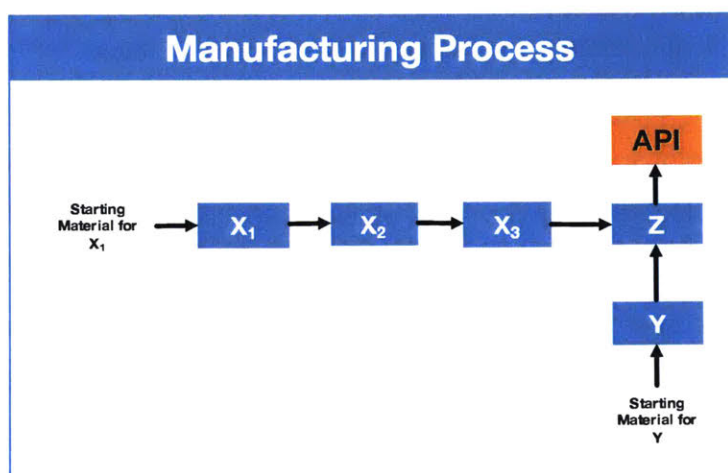 Manufacturing Process
API
Starting
Material for
X₁
X₁
X₂
X₃
Z
Y
Starting
Material for
Y